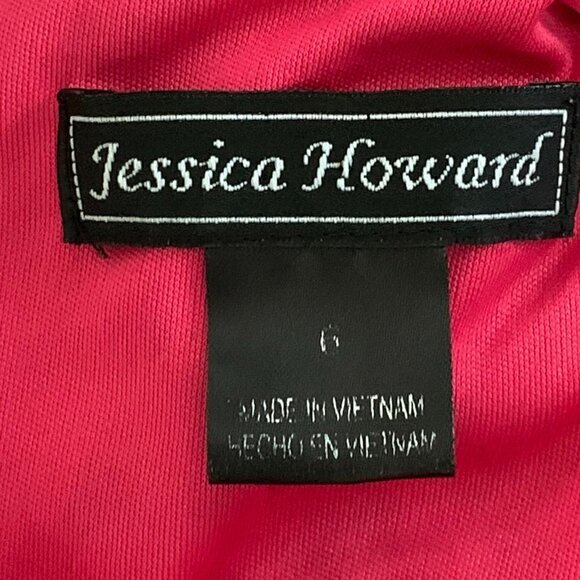 Jessica Howard
6
MADE IN VIETNAM
HECHO EN VIETNAM